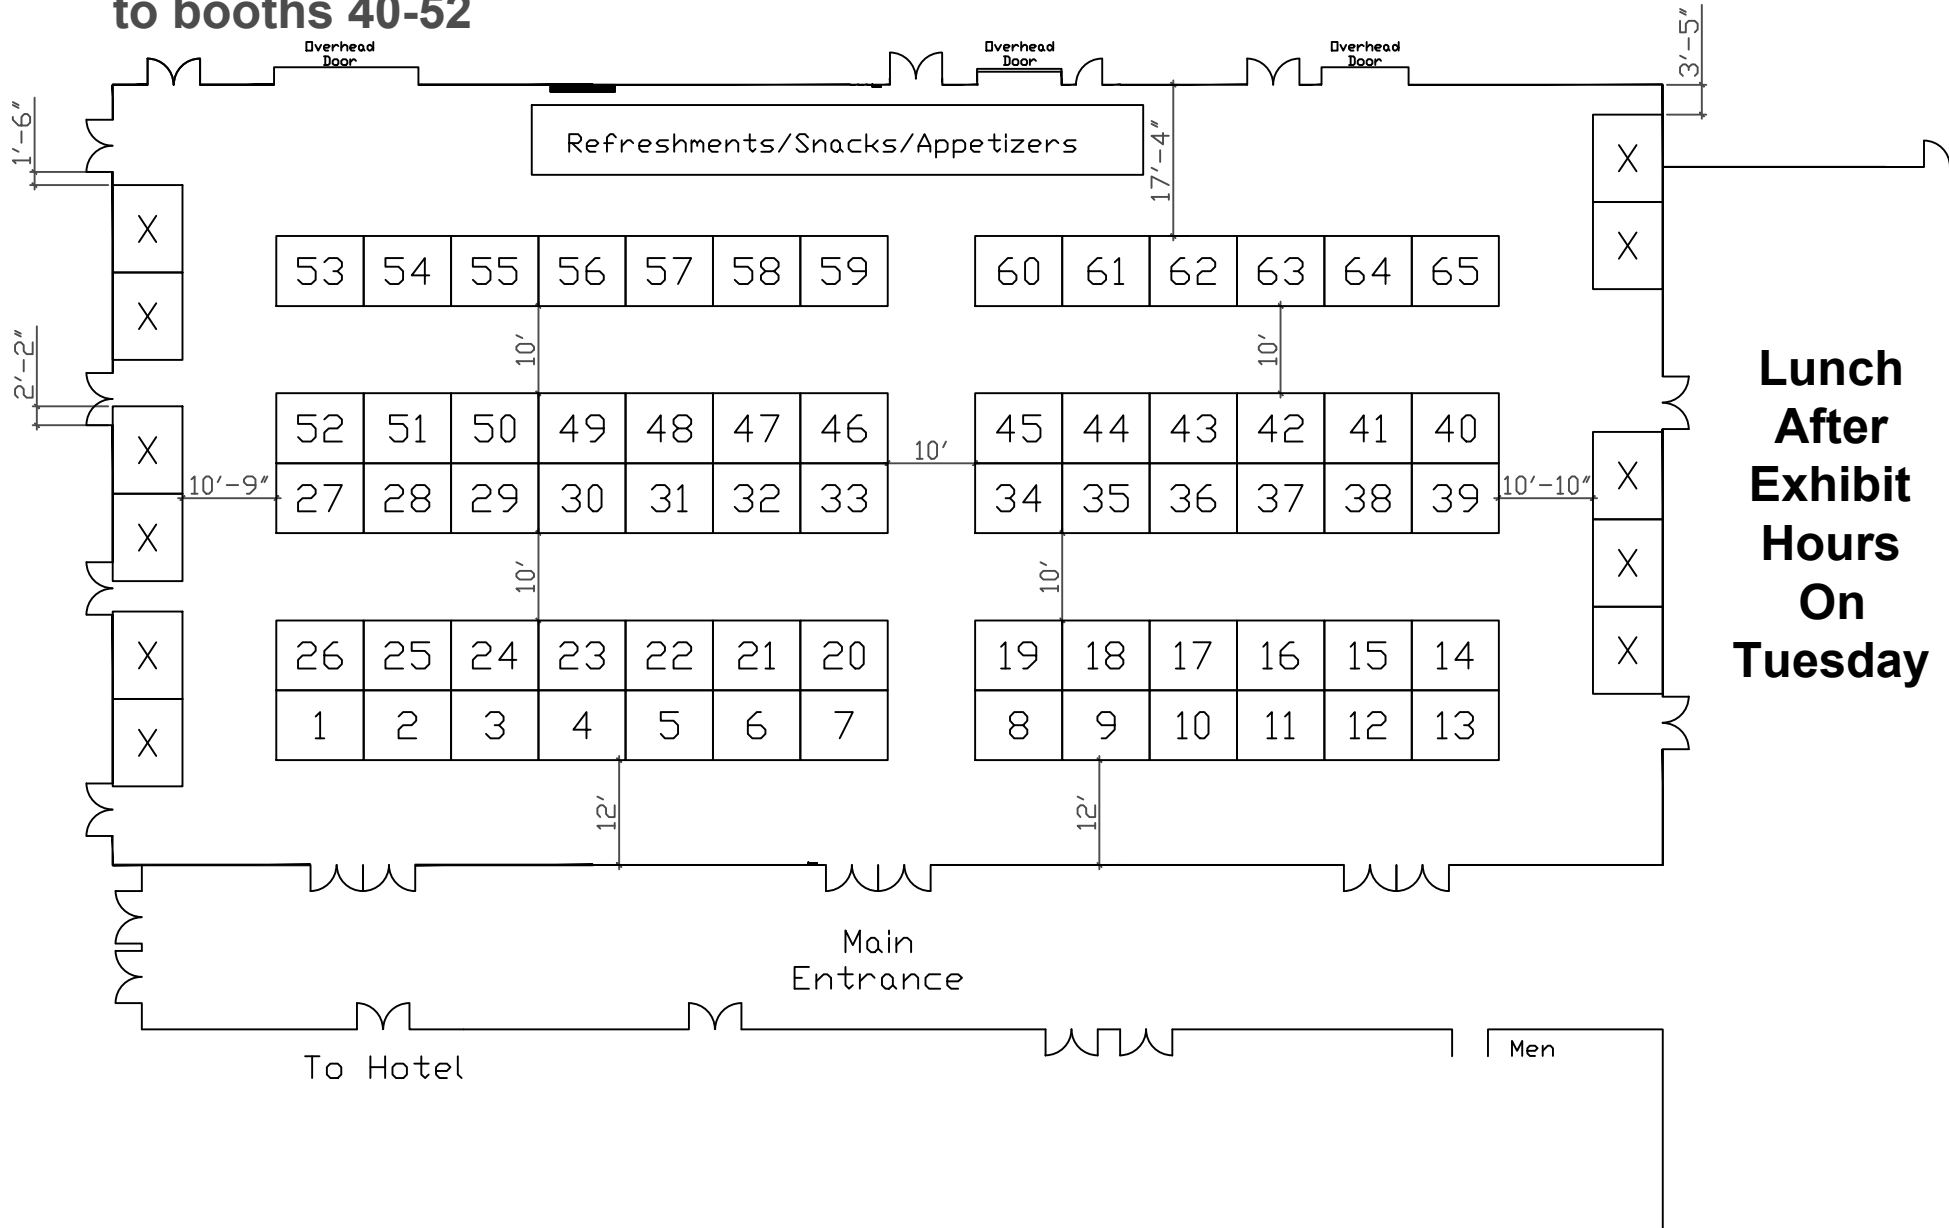 to booths 40-52
Overhead
Door
Overhead
Door
Overhead
Door
3'-5"
1'-6"
Refreshments/Snacks/Appetizers
17'-4"
X
X
X
X
53 54 55 56 57 58 59 60 61 62 63 64 65
2'-2"
10'
10'
52 51 50 49 48 47 46 45 44 43 42 41 40
10'
27 28 29 30 31 32 33 34 35 36 37 38 39
10'-9"
10'-10"
X
X
X
X
X
10'
10'
26 25 24 23 22 21 20 19 18 17 16 15 14
1 2 3 4 5 6 7 8 9 10 11 12 13
X
X
12'
12'
Lunch
After
Exhibit
Hours
On
Tuesday
Main
Entrance
To Hotel
Men